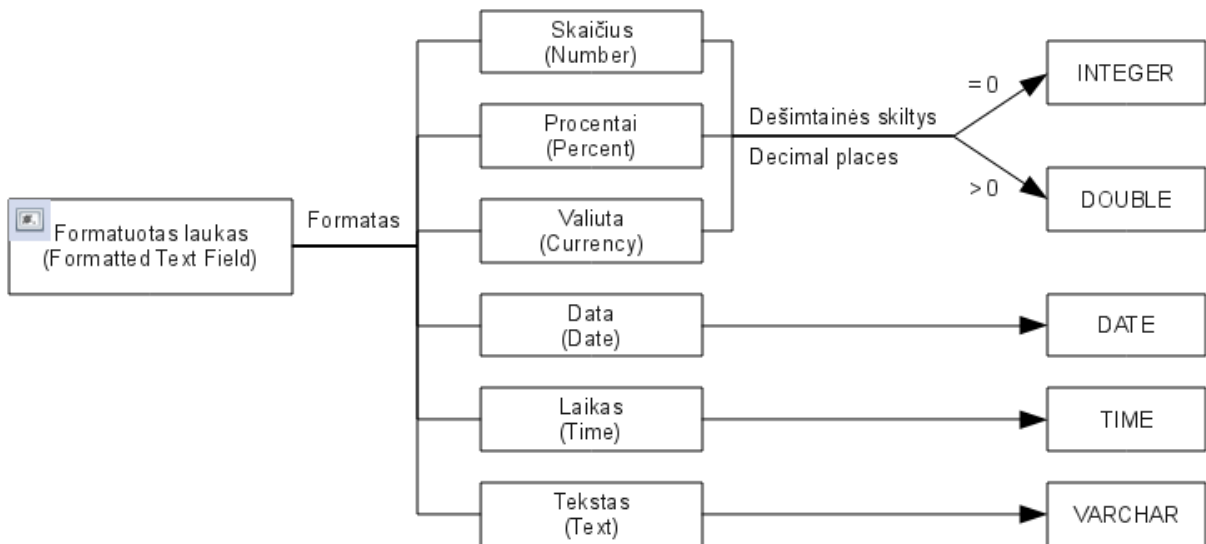 Skaičius
(Number)
Procentai
(Percent)
Valiuta
(Currency)
Data
(Date)
Laikas
(Time)
Tekstas
(Text)
Formatuotas laukas
(Formatted Text Field)
Formatas
Dešimtainės skiltys
Decimal places
= 0
> 0
INTEGER
DOUBLE
DATE
TIME
VARCHAR